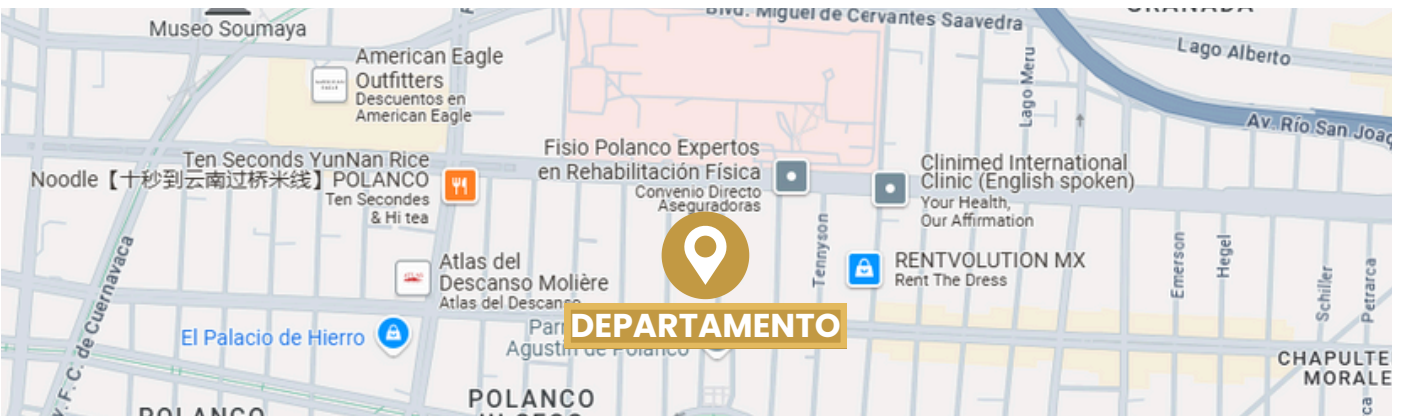 Blvd. Miguel de Cervantes Saavedra
GRANADA
Museo Soumaya
Lago Alberto
American Eagle
Outfitters
Descuentos en
American Eagle
Lago Meru
Av. Río San Joaq
Fisio Polanco Expertos
en Rehabilitación Física
Convenio Directo
Aseguradoras
Ten Seconds YunNan Rice
Noodle【十秒到云南过桥米线】POLANCO
Ten Secondes
& Hi tea
Clinimed International
Clinic (English spoken)
Your Health,
Our Affirmation
Tennyson
Emerson
Hegel
Schiller
Petrarca
Atlas del
Descanso Molière
Atlas del Descanso
RENTVOLUTION MX
Rent The Dress
F. C. de Cuernavaca
El Palacio de Hierro
DEPARTAMENTO
Agustín de Polanco
CHAPULTE
MORALE
POLANCO
POLANCO
ca